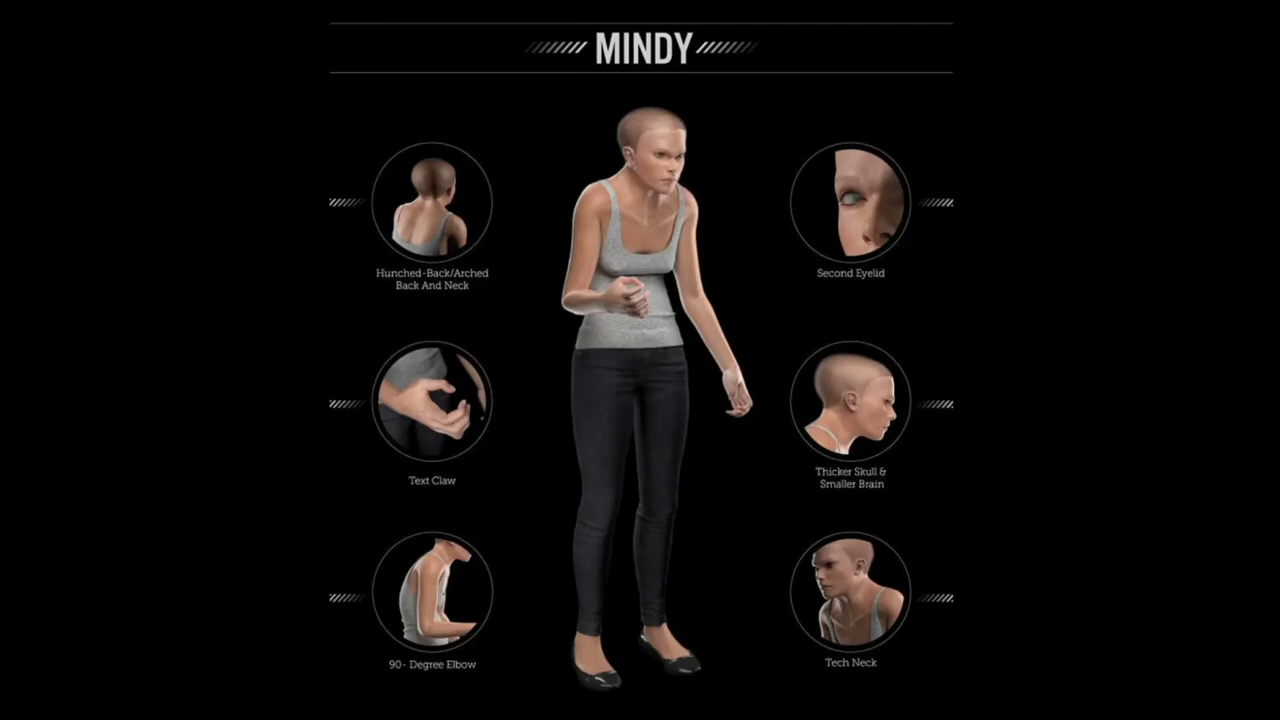 MINDY
Hunched-Back/Arched
Back And Neck
Second Eyelid
Text Claw
Thicker Skull &
Smaller Brain
90- Degree Elbow
Tech Neck